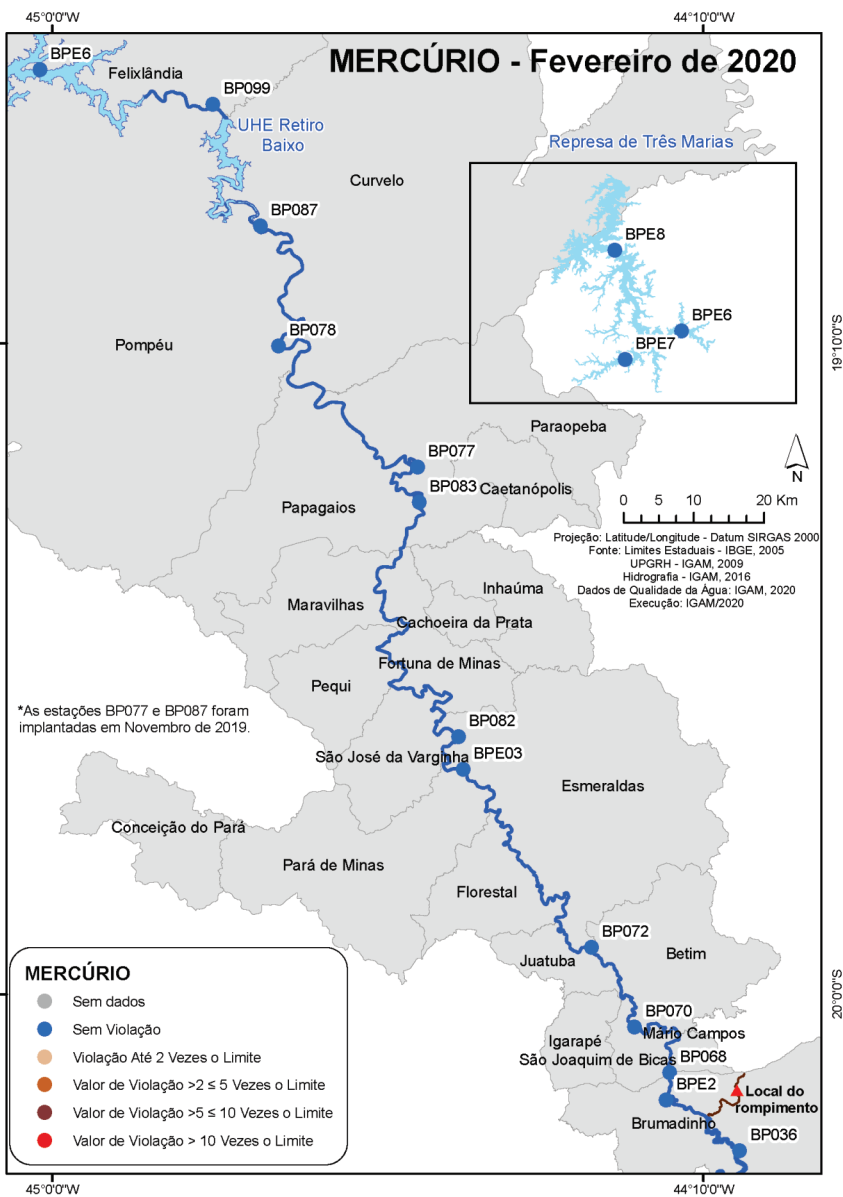 45°0'0"W
44°10'0"W
MERCÚRIO - Fevereiro de 2020
BPE6
Felixlândia
BP099
UHE Retiro
Baixo
Represa de Três Marias
Curvelo
BP087
BPE8
BPE6
BPE7
BP078
Pompéu
19°10'0"S
Paraopeba
BP077
BP083
Caetanópolis
Papagaios
N
0 5 10 20 Km
Projeção: Latitude/Longitude - Datum SIRGAS 2000
Fonte: Limites Estaduais - IBGE, 2005
UPGRH - IGAM, 2009
Hidrografia - IGAM, 2016
Dados de Qualidade da Água: IGAM, 2020
Execução: IGAM/2020
Inhaúma
Maravilhas
Cachoeira da Prata
Fortuna de Minas
Pequi
*As estações BP077 e BP087 foram
implantadas em Novembro de 2019.
BP082
São José da Varginha
BPE03
Esmeraldas
Conceição do Pará
Pará de Minas
Florestal
BP072
Juatuba
Betim
20°0'0"S
BP070
Mário Campos
Igarapé
São Joaquim de Bicas
BP068
BPE2
Local do
rompimento
Brumadinho
BP036
MERCÚRIO
Sem dados
Sem Violação
Violação Até 2 Vezes o Limite
Valor de Violação >2 ≤ 5 Vezes o Limite
Valor de Violação >5 ≤ 10 Vezes o Limite
Valor de Violação > 10 Vezes o Limite
45°0'0"W
44°10'0"W